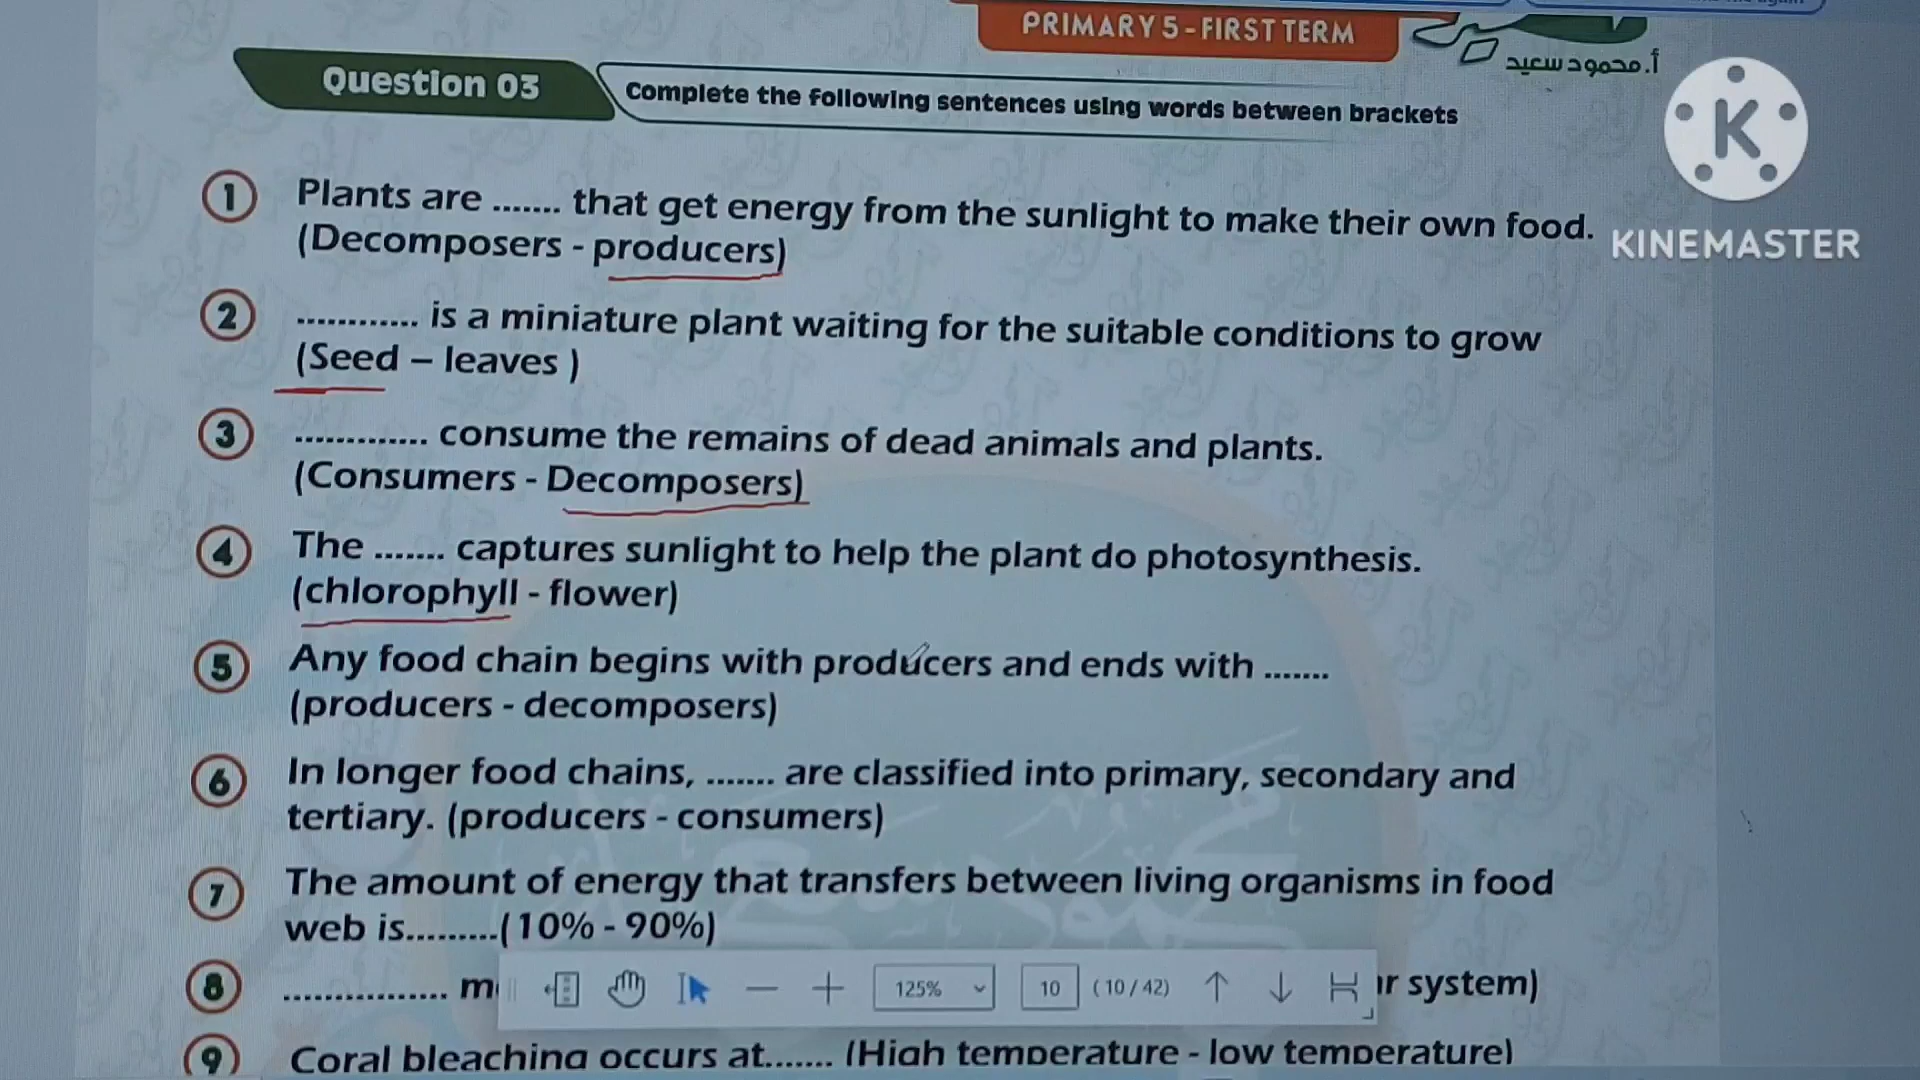 PRIMARY 5 - FIRST TERM
أ.محمود سعيد
Question 03
Complete the following sentences using words between brackets
K
KINEMASTER
1 Plants are ....... that get energy from the sunlight to make their own food.
(Decomposers - producers)
2 ............ is a miniature plant waiting for the suitable conditions to grow
(Seed – leaves )
3 ............. consume the remains of dead animals and plants.
(Consumers - Decomposers)
4 The ....... captures sunlight to help the plant do photosynthesis.
(chlorophyll - flower)
5 Any food chain begins with producers and ends with .......
(producers - decomposers)
6 In longer food chains, ....... are classified into primary, secondary and
tertiary. (producers - consumers)
7 The amount of energy that transfers between living organisms in food
web is.........(10% - 90%)
8 ................ system)
125% 10 (10 / 42)
9 Coral bleaching occurs at....... (High temperature - low temperature)